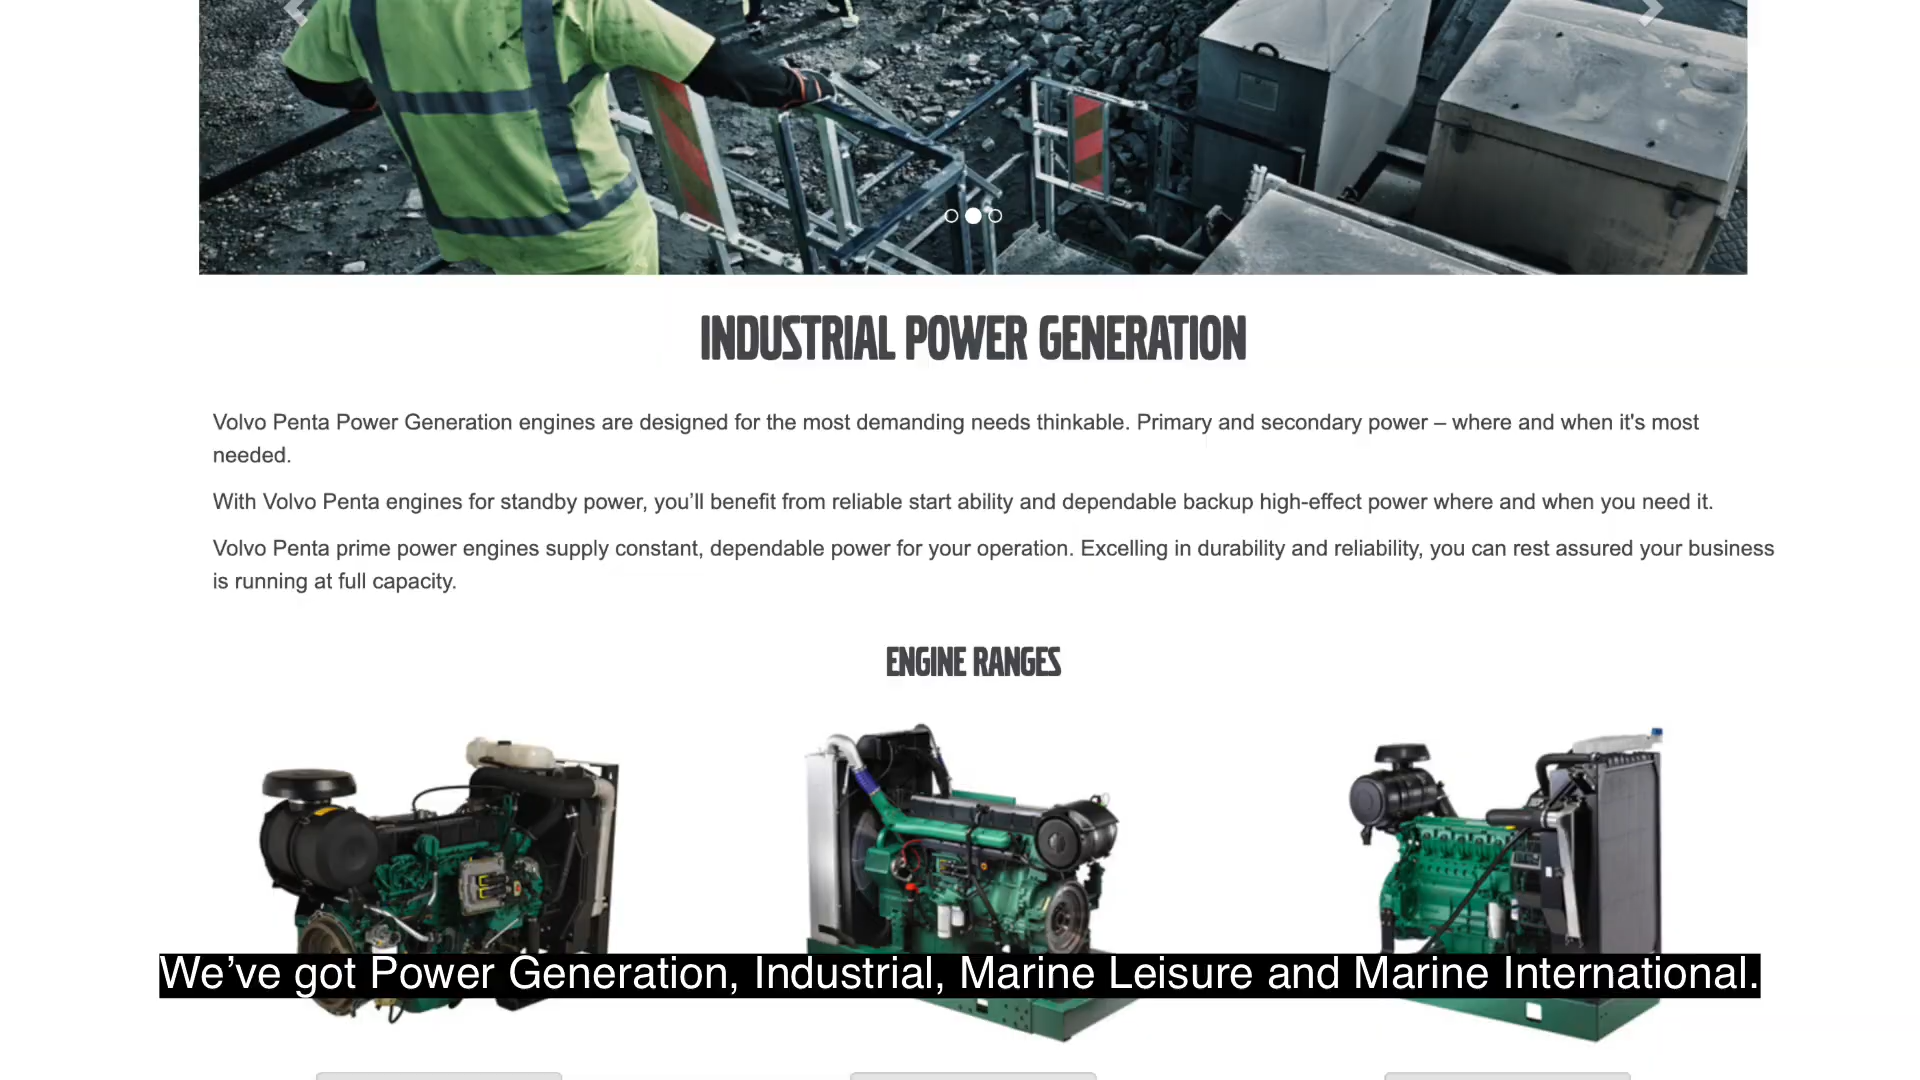 INDUSTRIAL POWER GENERATION
Volvo Penta Power Generation engines are designed for the most demanding needs thinkable. Primary and secondary power – where and when it's most
needed.
With Volvo Penta engines for standby power, you’ll benefit from reliable start ability and dependable backup high-effect power where and when you need it.
Volvo Penta prime power engines supply constant, dependable power for your operation. Excelling in durability and reliability, you can rest assured your business
is running at full capacity.
ENGINE RANGES
We’ve got Power Generation, Industrial, Marine Leisure and Marine International.